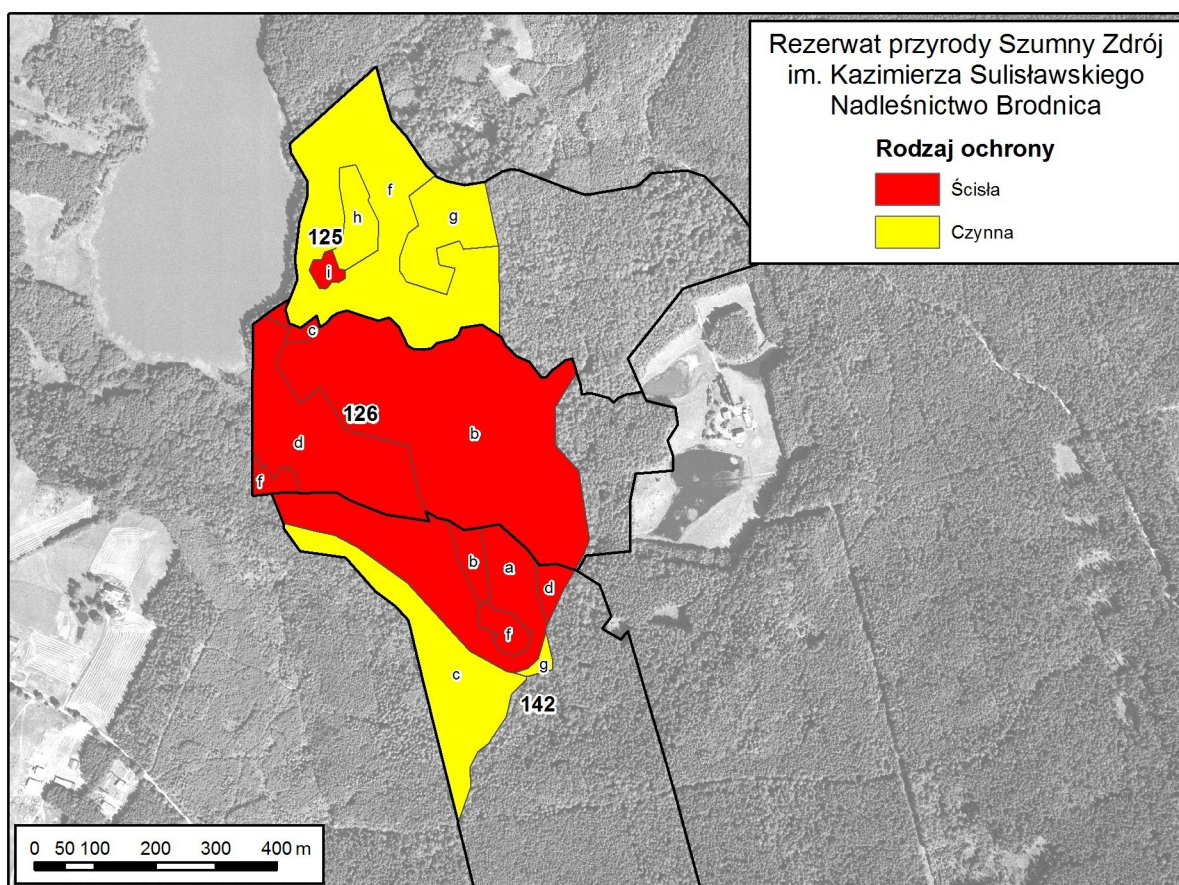 Rezerwat przyrody Szumny Zdrój
im. Kazimierza Sulisławskiego
Nadleśnictwo Brodnica
Rodzaj ochrony
Ścisła
Czynna
f
h
g
125
i
c
126
b
d
f
b
a
d
f
g
c
142
0 50 100 200 300 400 m